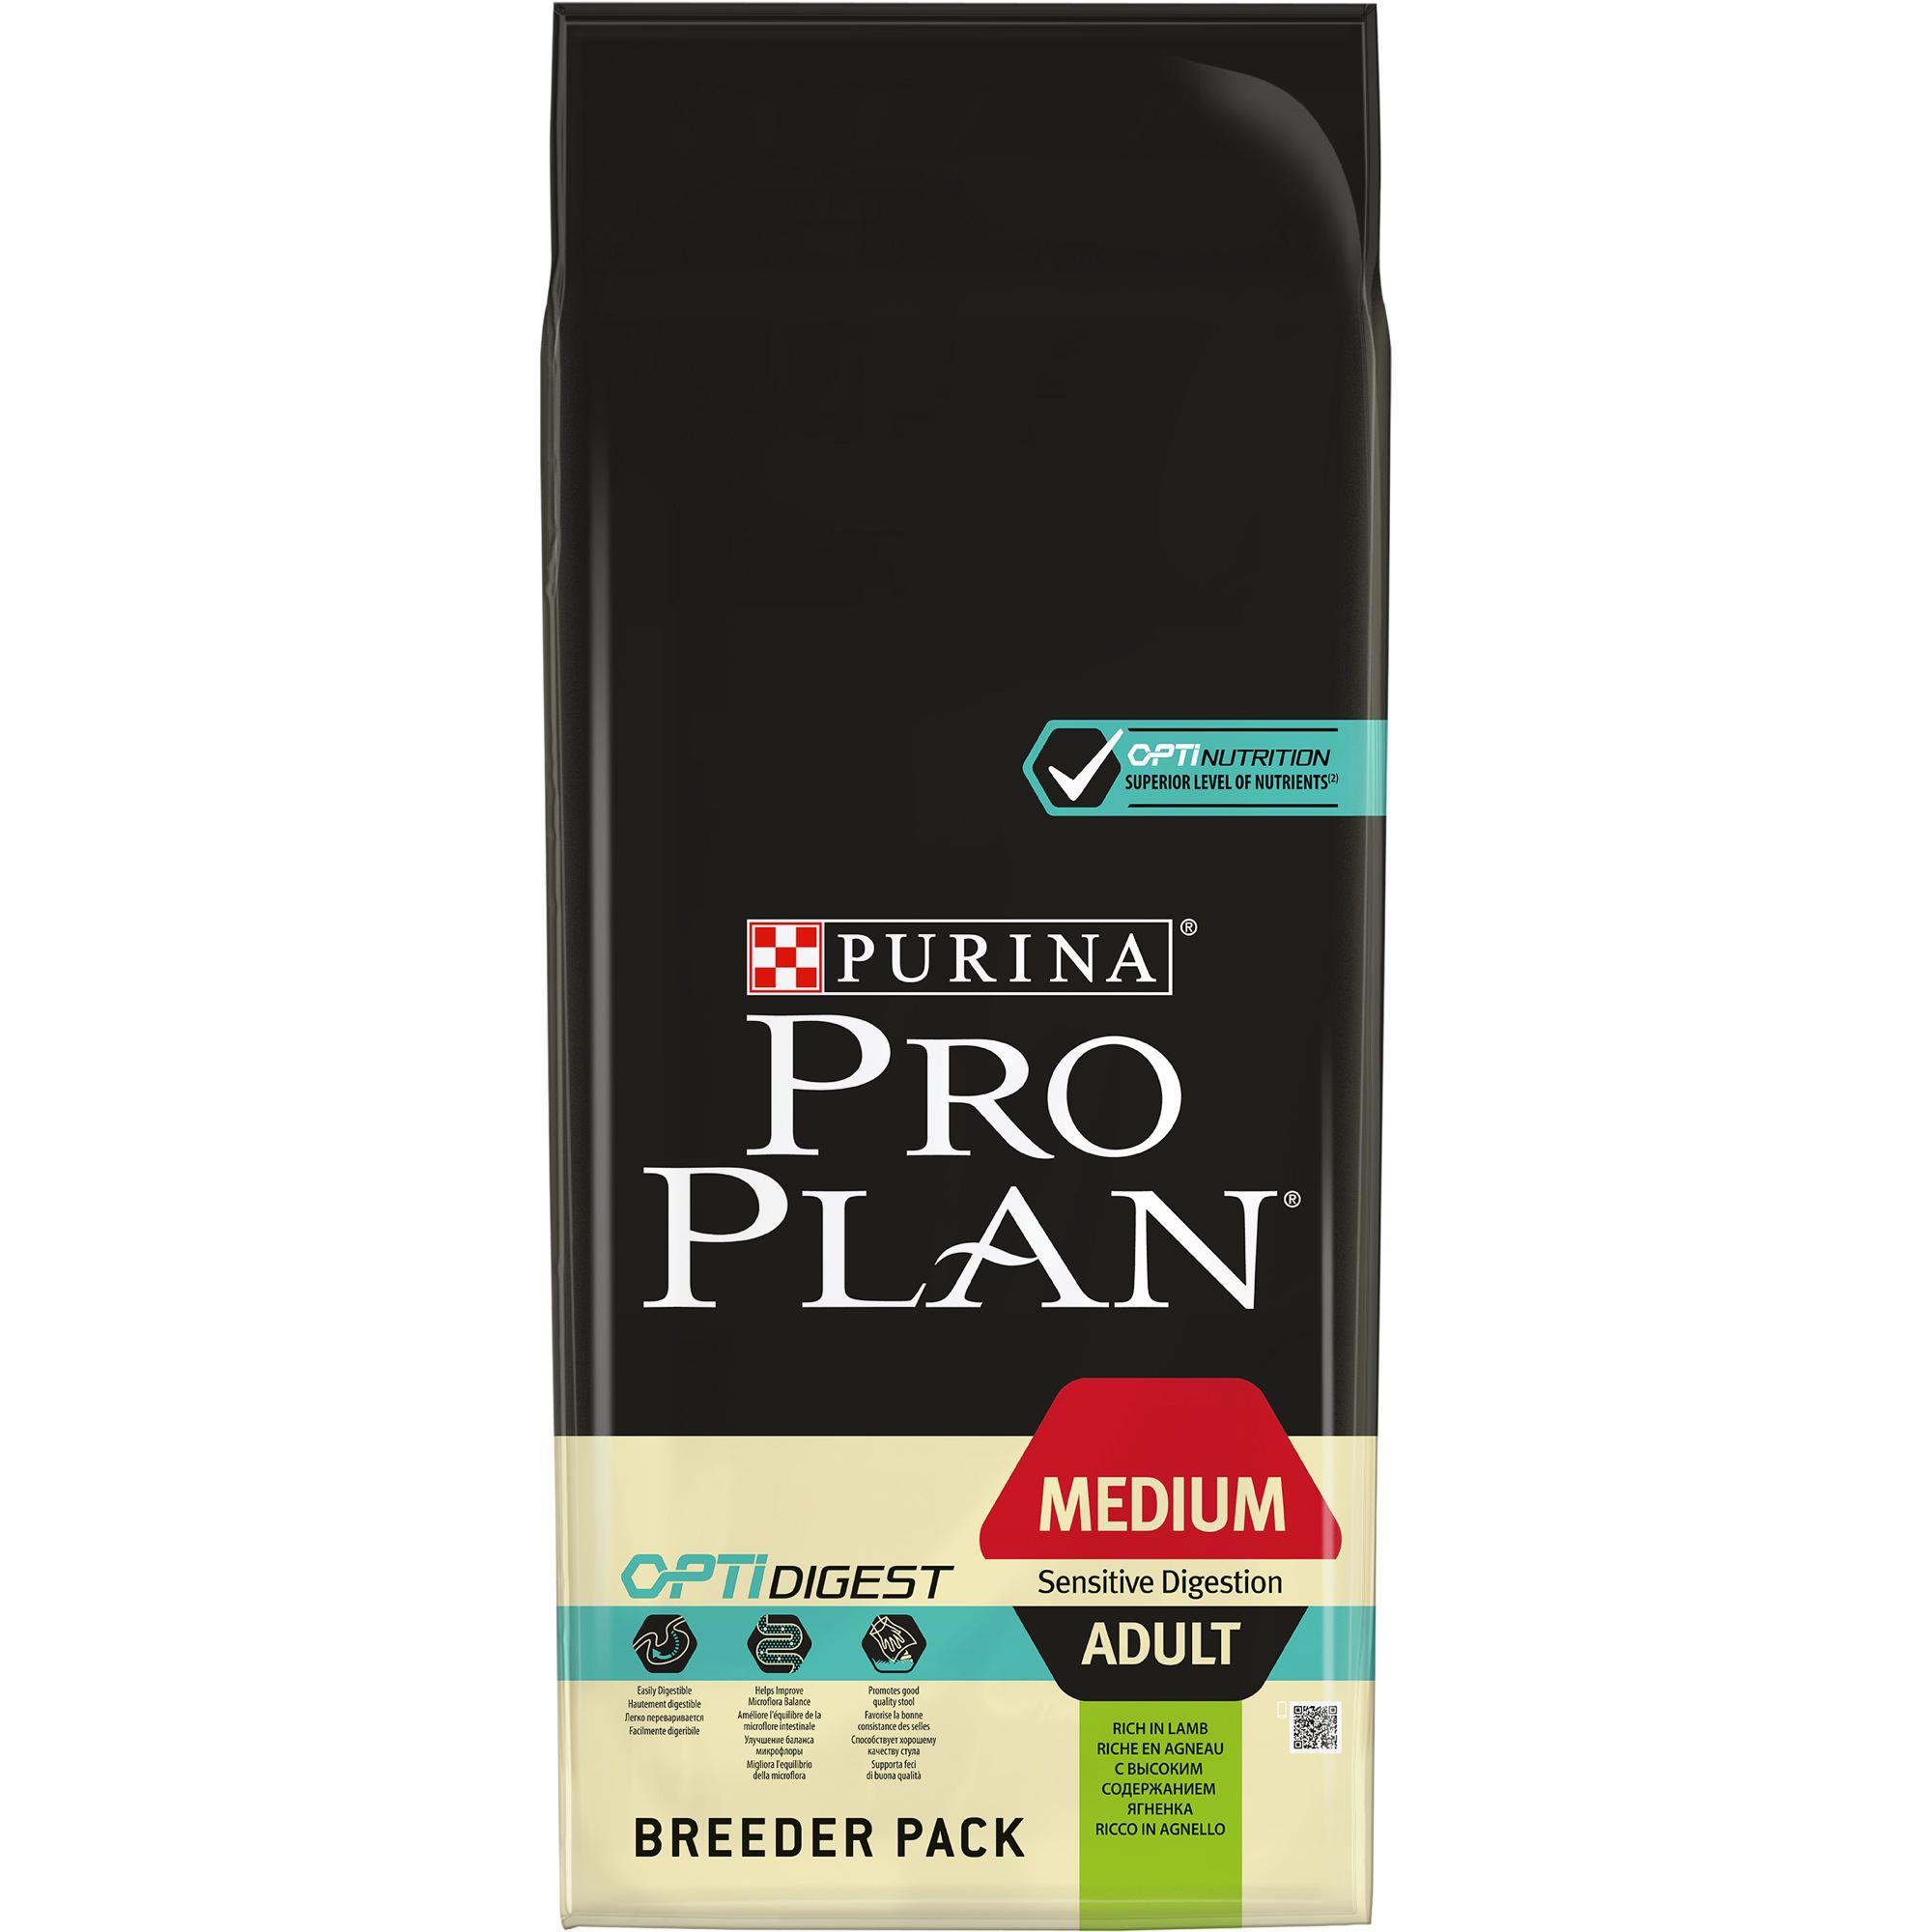 OPTINUTRITION
SUPERIOR LEVEL OF NUTRIENTS(2)
PURINA®
PRO
PLAN®
MEDIUM
Sensitive Digestion
ADULT
OPTIDIGEST
Easily Digestible
Hautement digestible
Легко переваривается
Facilmente digeribile
Helps Improve
Microflora Balance
Améliore l'équilibre de la
microflore intestinale
Улучшение баланса
микрофлоры
Migliora l'equilibrio
della microflora
Promotes good
quality stool
Favorise la bonne
consistance des selles
Способствует хорошему
качеству стула
Supporta feci
di buona qualità
RICH IN LAMB
RICHE EN AGNEAU
С ВЫСОКИМ
СОДЕРЖАНИЕМ
ЯГНЕНКА
RICCO IN AGNELLO
BREEDER PACK